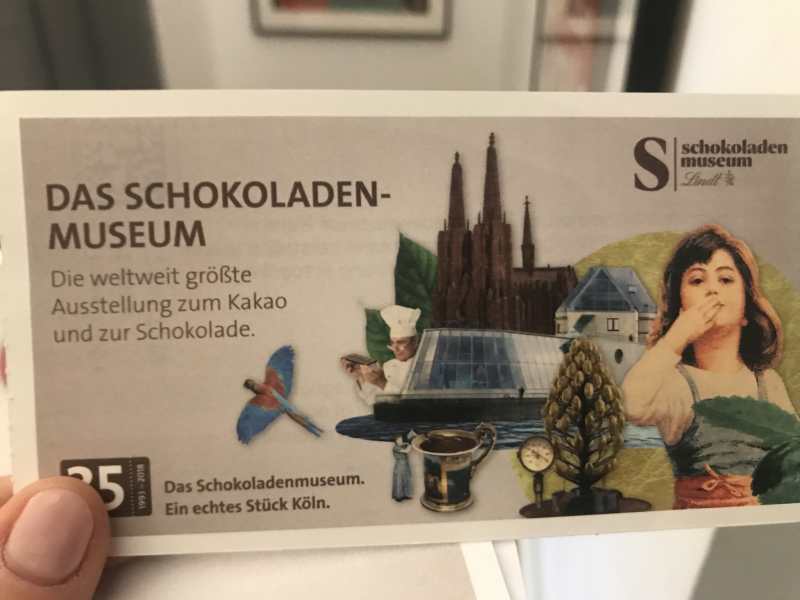 DAS SCHOKOLADEN-
MUSEUM
Die weltweit größte
Ausstellung zum Kakao
und zur Schokolade.
S schokoladen
museum
Lindt
1993 - 2018
Das Schokoladenmuseum.
Ein echtes Stück Köln.